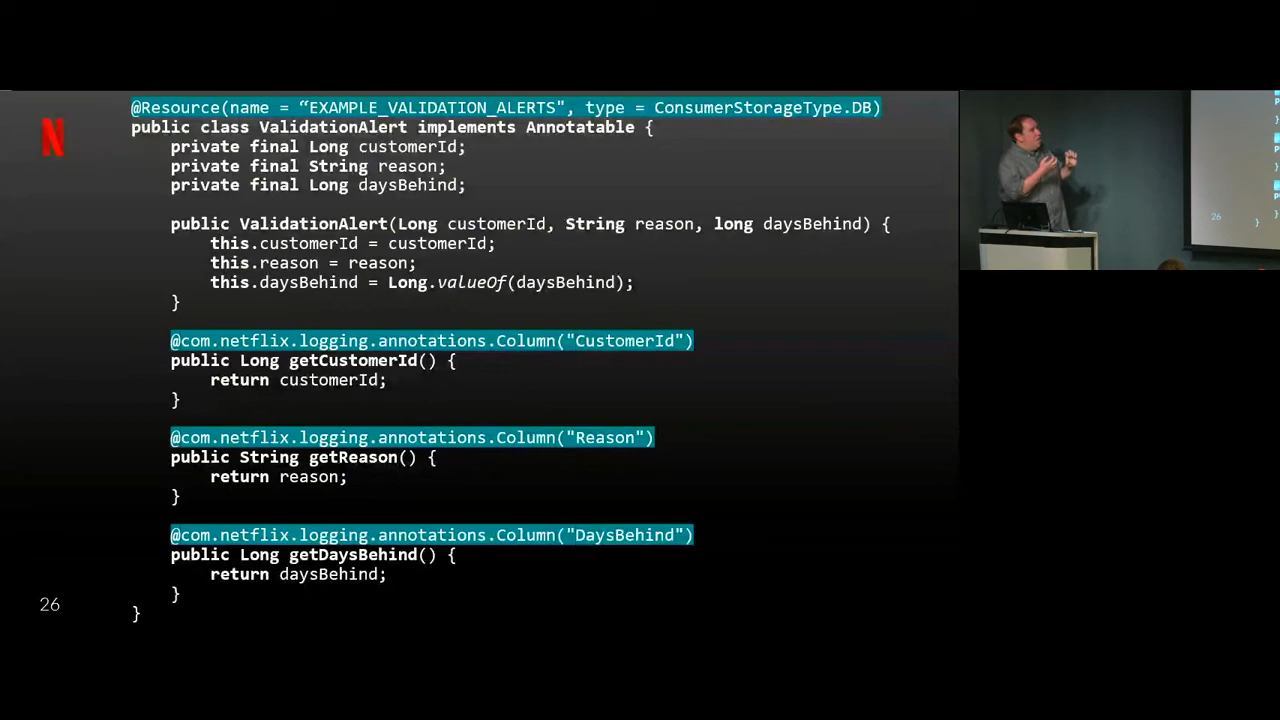 @Resource(name = “EXAMPLE_VALIDATION_ALERTS", type = ConsumerStorageType.DB)
public class ValidationAlert implements Annotatable {
private final Long customerId;
private final String reason;
private final Long daysBehind;
public ValidationAlert(Long customerId, String reason, long daysBehind) {
this.customerId = customerId;
this.reason = reason;
this.daysBehind = Long.valueOf(daysBehind);
}
@com.netflix.logging.annotations.Column("CustomerId")
public Long getCustomerId() {
return customerId;
}
@com.netflix.logging.annotations.Column("Reason")
public String getReason() {
return reason;
}
@com.netflix.logging.annotations.Column("DaysBehind")
public Long getDaysBehind() {
return daysBehind;
}
}
N
26
26
}